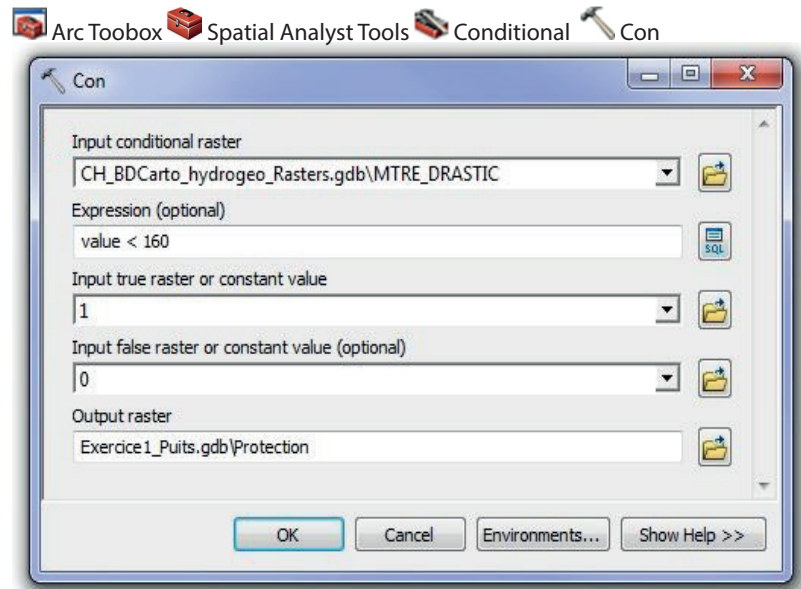 Arc Toobox Spatial Analyst Tools Conditional Con
Con
Input conditional raster
CH_BDCarto_hydrogeo_Rasters.gdb\MTRE_DRASTIC
Expression (optional)
value < 160
SQL
Input true raster or constant value
1
Input false raster or constant value (optional)
0
Output raster
Exercice1_Puits.gdb\Protection
OK Cancel Environments... Show Help >>